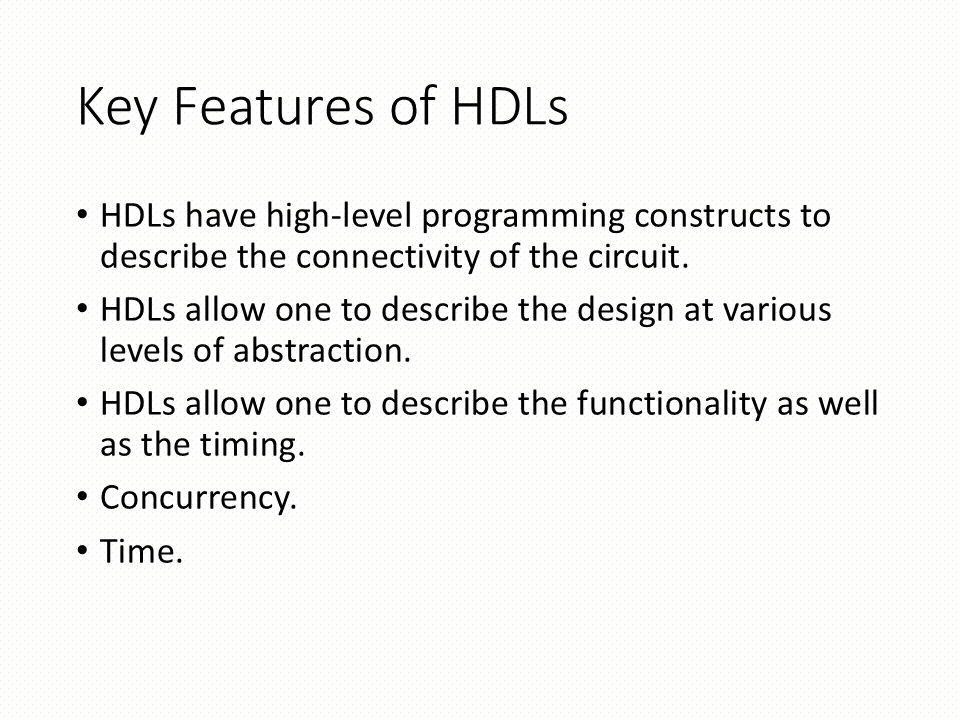 Key Features of HDLs
• HDLs have high-level programming constructs to
describe the connectivity of the circuit.
• HDLs allow one to describe the design at various
levels of abstraction.
• HDLs allow one to describe the functionality as well
as the timing.
• Concurrency.
• Time.